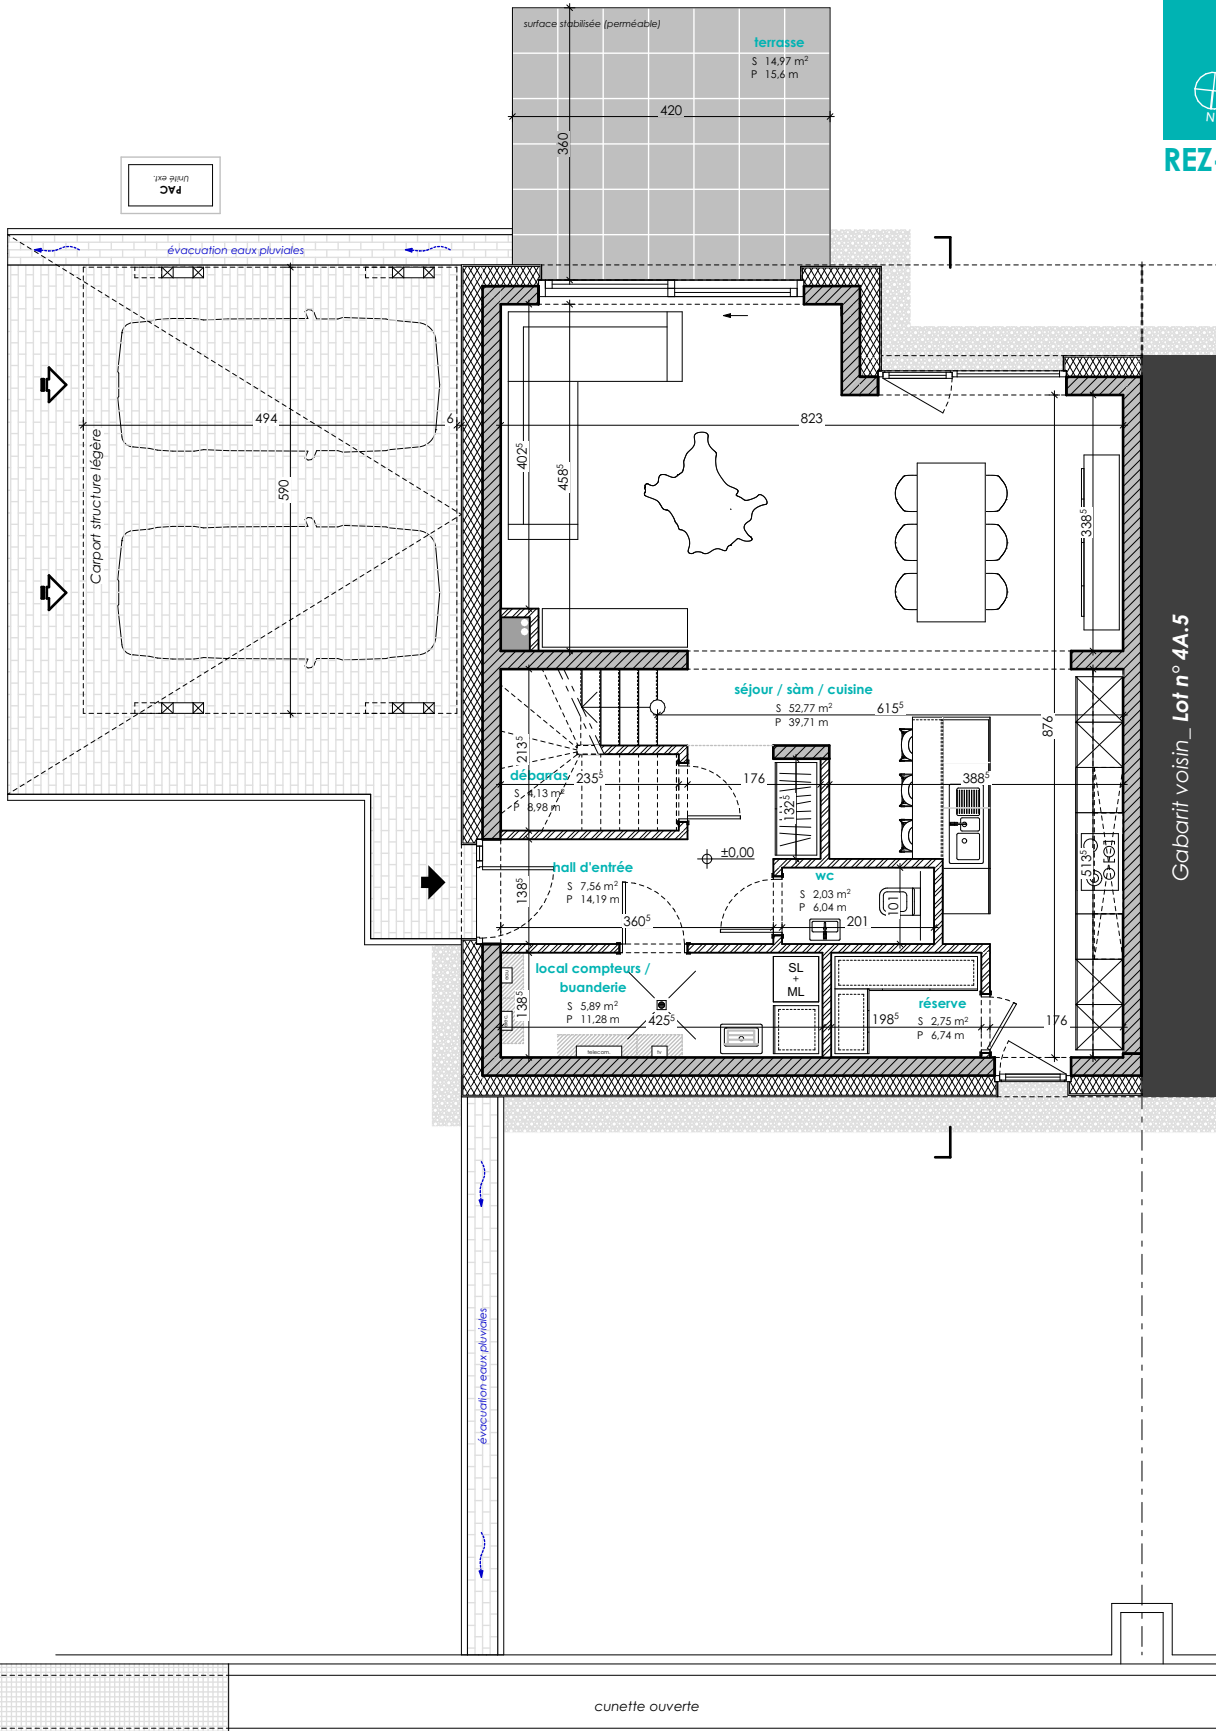 surface stabilisée (perméable)
terrasse
S 14,97 m²
P 15,6 m
420
360
N
REZ-
PAC
Unité ext.
évacuation eaux pluviales
494
6
590
Carport structure légère
823
402⁵
458⁵
338⁵
séjour / sàm / cuisine
S 52,77 m²
P 39,71 m
615⁵
876
213⁵
débarras
S 4,13 m²
P 8,98 m
235⁵
176
132⁵
388⁵
±0,00
513⁵
hall d'entrée
S 7,56 m²
P 14,19 m
138⁵
360⁵
wc
S 2,03 m²
P 6,04 m
101
201
local compteurs /
buanderie
S 5,89 m²
P 11,28 m
138⁵
425⁵
SL
+
ML
telecom.
tv
réserve
S 2,75 m²
P 6,74 m
198⁵
176
Gabarit voisin_ Lot n° 4A.5
évacuation eaux pluviales
cunette ouverte